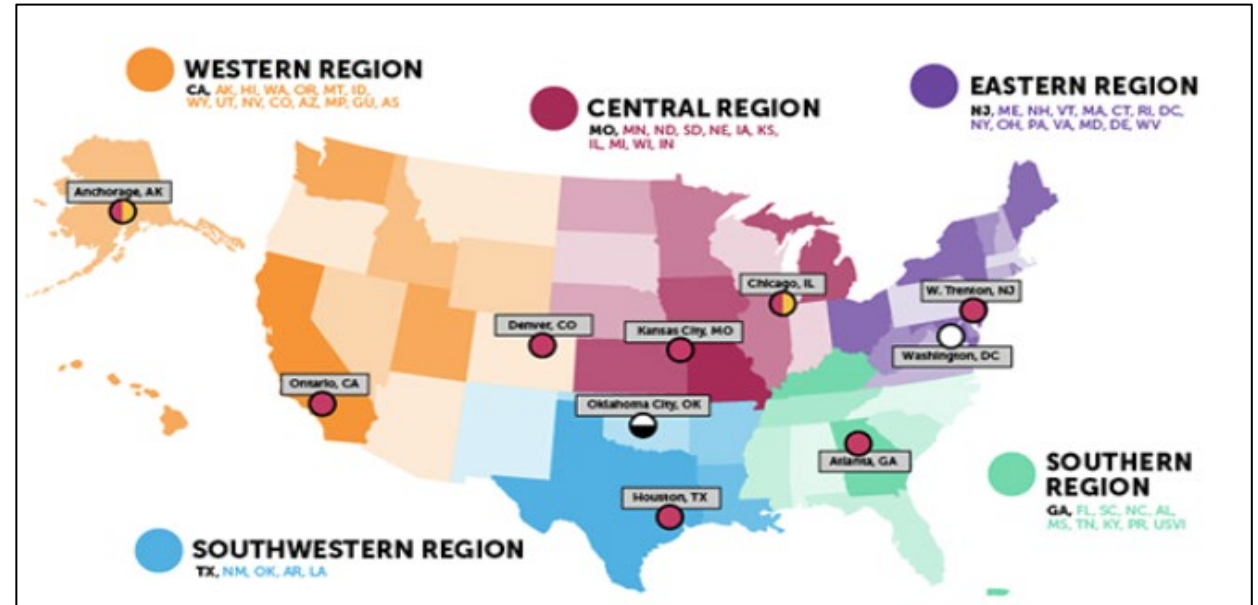 WESTERN REGION
CA, AK, HI, WA, OR, MT, ID,
WY, UT, NV, CO, AZ, MP, GU, AS
CENTRAL REGION
MO, MN, ND, SD, NE, IA, KS,
IL, MI, WI, IN
EASTERN REGION
NJ, ME, NH, VT, MA, CT, RI, DC,
NY, OH, PA, VA, MD, DE, WV
Anchorage, AK
Chicago, IL
W. Trenton, NJ
Denver, CO
Kansas City, MO
Washington, DC
Ontario, CA
Oklahoma City, OK
Atlanta, GA
Houston, TX
SOUTHERN
REGION
GA, FL, SC, NC, AL,
MS, TN, KY, PR, USVI
SOUTHWESTERN REGION
TX, NM, OK, AR, LA